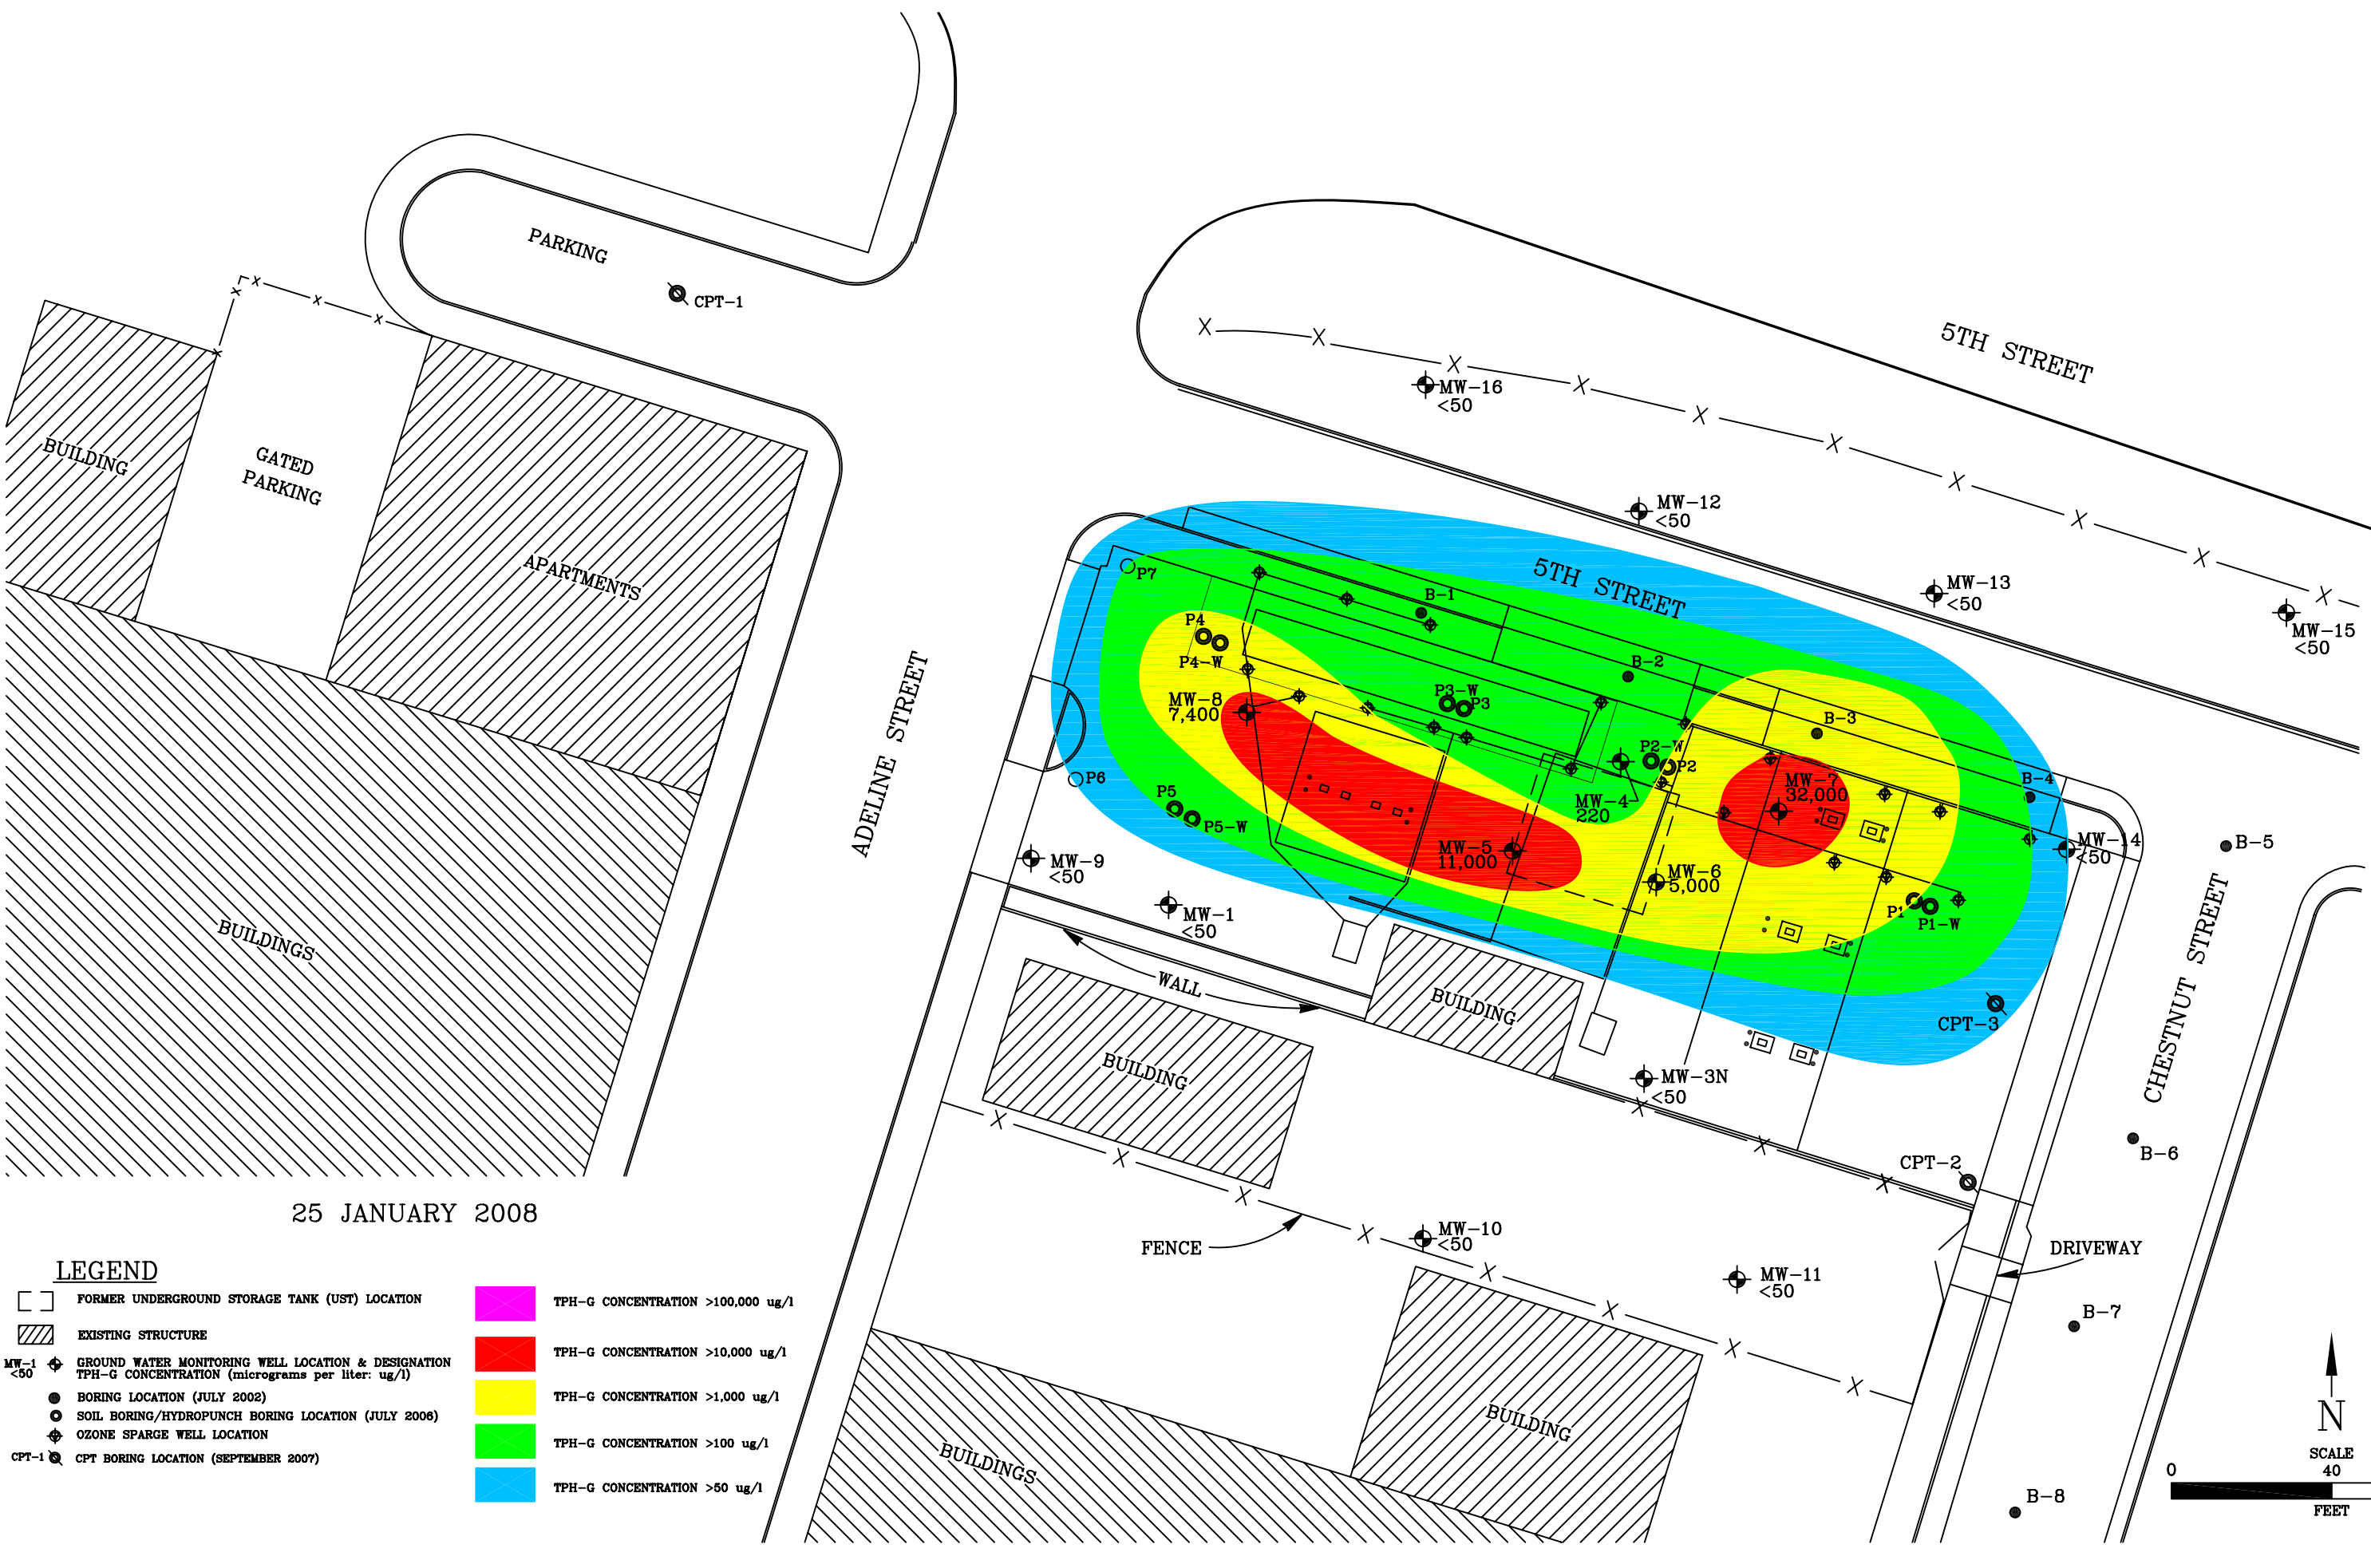 PARKING
CPT-1
5TH STREET
MW-16
<50
BUILDING
GATED
PARKING
MW-12
<50
APARTMENTS
5TH STREET
MW-13
<50
MW-15
<50
P7
B-1
P4
P4-W
B-2
MW-8
7,400
P3-W
P3
B-3
P2-W
P2
ADELINE STREET
P6
P5
P5-W
MW-4
220
MW-7
32,000
B-4
MW-5
11,000
MW-14
<50
B-5
MW-9
<50
MW-6
5,000
MW-1
<50
P1
P1-W
BUILDINGS
WALL
BUILDING
CPT-3
CHESTNUT STREET
BUILDING
MW-3N
<50
B-6
CPT-2
25 JANUARY 2008
FENCE
MW-10
<50
DRIVEWAY
MW-11
<50
B-7
LEGEND
FORMER UNDERGROUND STORAGE TANK (UST) LOCATION
EXISTING STRUCTURE
MW-1
<50
GROUND WATER MONITORING WELL LOCATION & DESIGNATION
TPH-G CONCENTRATION (micrograms per liter: ug/l)
BORING LOCATION (JULY 2002)
SOIL BORING/HYDROPUNCH BORING LOCATION (JULY 2006)
OZONE SPARGE WELL LOCATION
CPT-1
CPT BORING LOCATION (SEPTEMBER 2007)
TPH-G CONCENTRATION >100,000 ug/l
TPH-G CONCENTRATION >10,000 ug/l
TPH-G CONCENTRATION >1,000 ug/l
TPH-G CONCENTRATION >100 ug/l
TPH-G CONCENTRATION >50 ug/l
BUILDING
BUILDINGS
B-8
N
SCALE
0 40
FEET